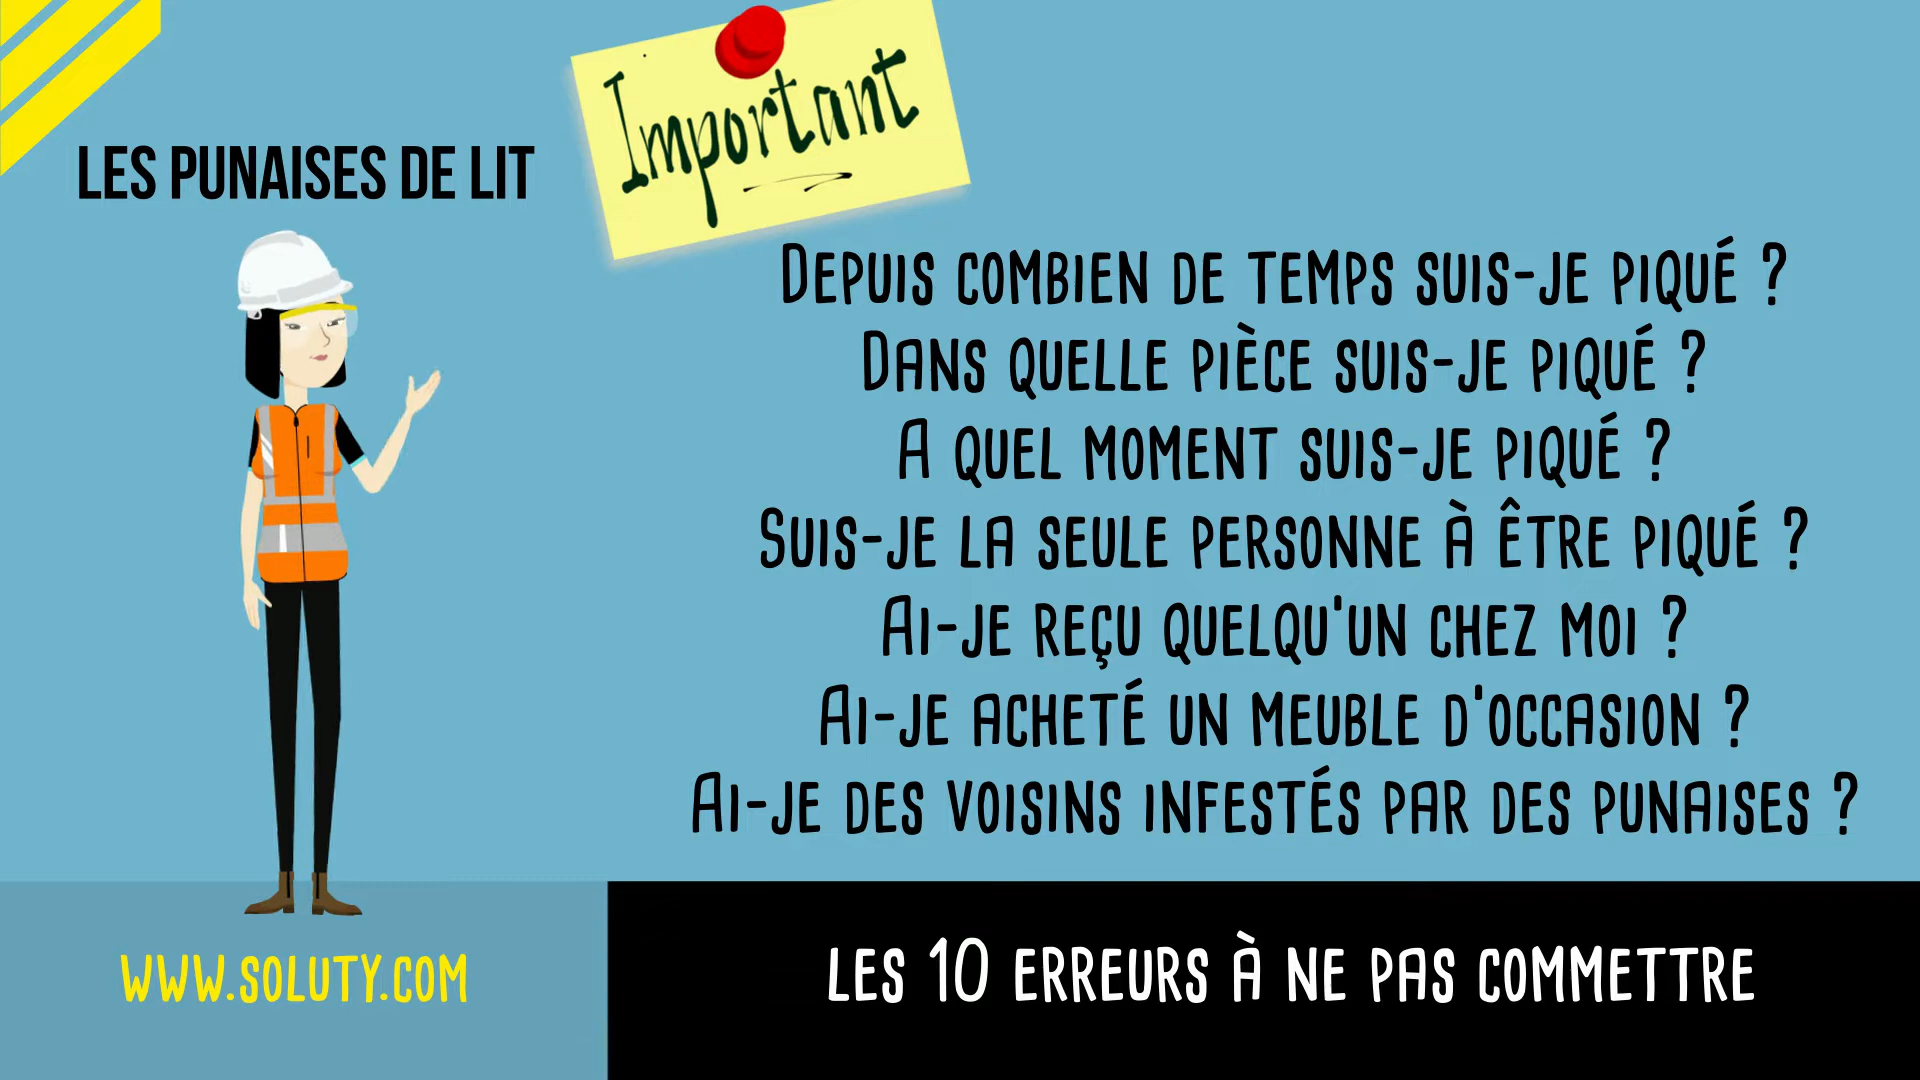 Important
LES PUNAISES DE LIT
Depuis combien de temps suis-je piqué ?
Dans quelle pièce suis-je piqué ?
A quel moment suis-je piqué ?
Suis-je la seule personne à être piqué ?
Ai-je reçu quelqu'un chez moi ?
Ai-je acheté un meuble d'occasion ?
Ai-je des voisins infestés par des punaises ?
www.soluty.com
les 10 erreurs à ne pas commettre